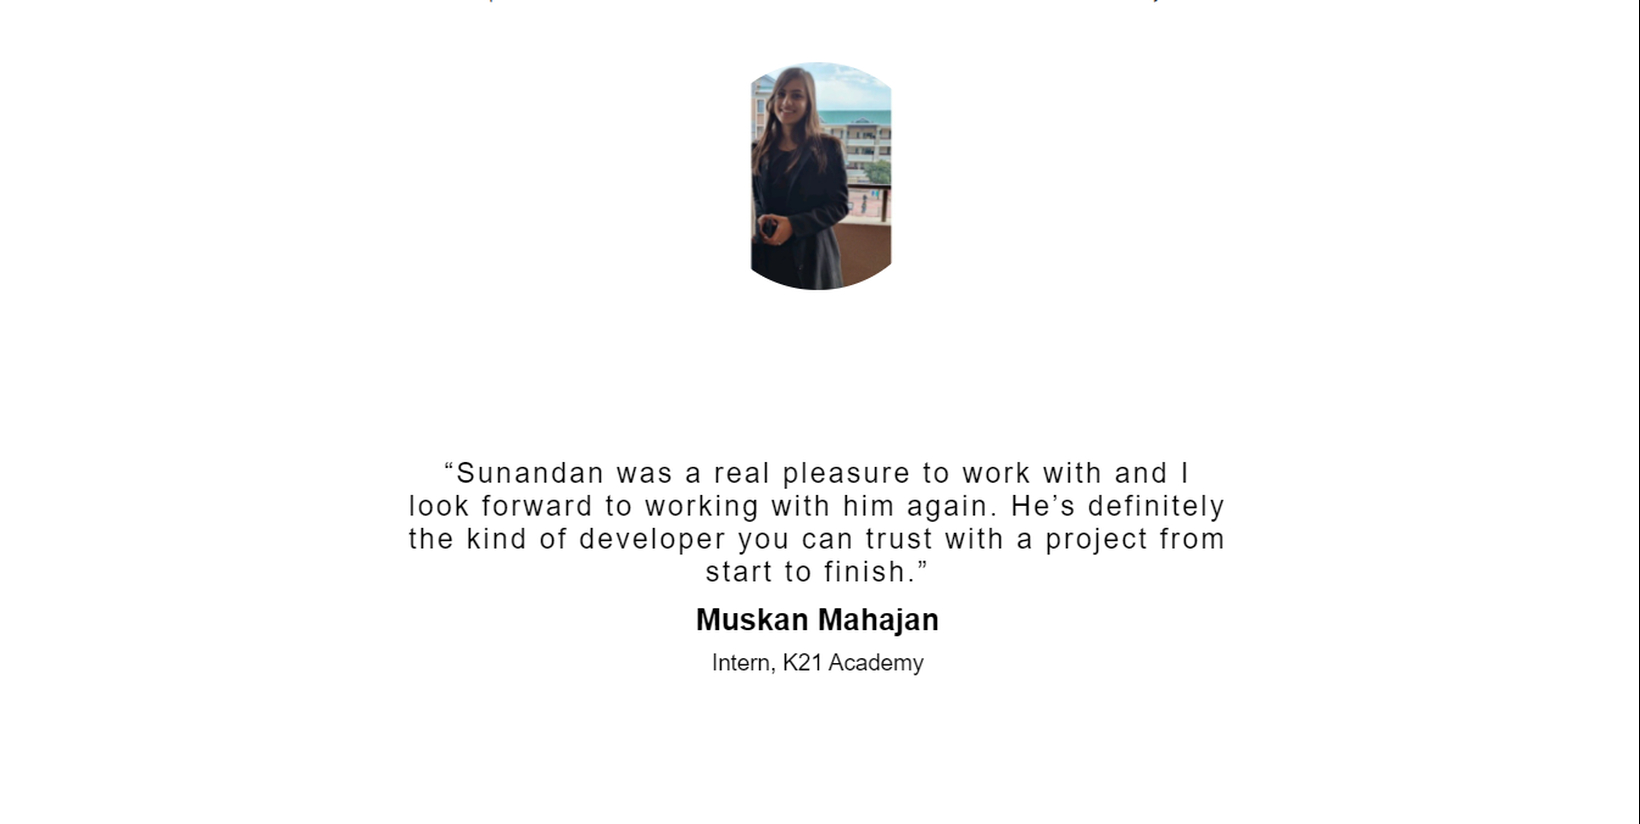 “Sunandan was a real pleasure to work with and I
look forward to working with him again. He’s definitely
the kind of developer you can trust with a project from
start to finish.”
Muskan Mahajan
Intern, K21 Academy